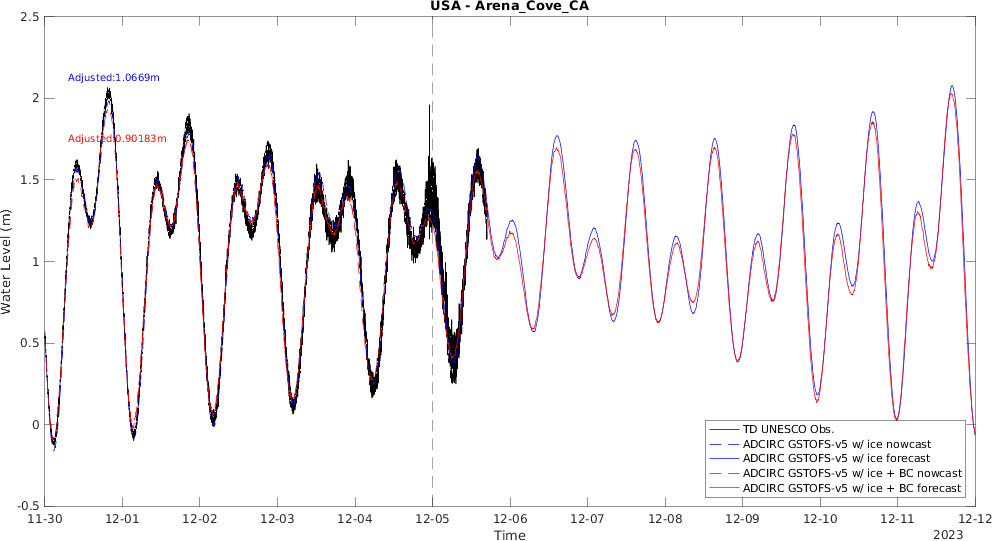 USA - Arena_Cove_CA
2.5
2
1.5
1
0.5
0
-0.5
Water Level (m)
Adjusted:1.0669m
Adjusted:0.90183m
TD UNESCO Obs.
ADCIRC GSTOFS-v5 w/ ice nowcast
ADCIRC GSTOFS-v5 w/ ice forecast
ADCIRC GSTOFS-v5 w/ ice + BC nowcast
ADCIRC GSTOFS-v5 w/ ice + BC forecast
11-30 12-01 12-02 12-03 12-04 12-05 12-06 12-07 12-08 12-09 12-10 12-11 12-12
Time
2023